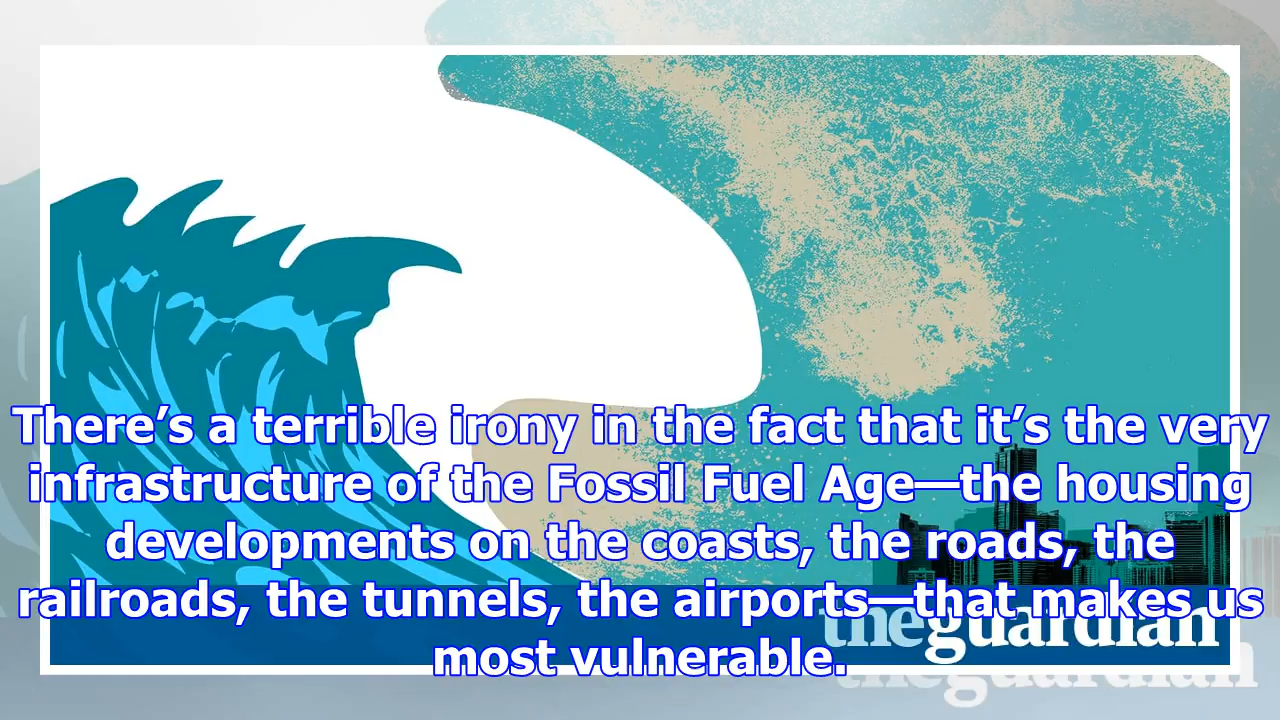 There’s a terrible irony in the fact that it’s the very
infrastructure of the Fossil Fuel Age—the housing
developments on the coasts, the roads, the
railroads, the tunnels, the airports—that makes us
most vulnerable.
theguardian
theguardian